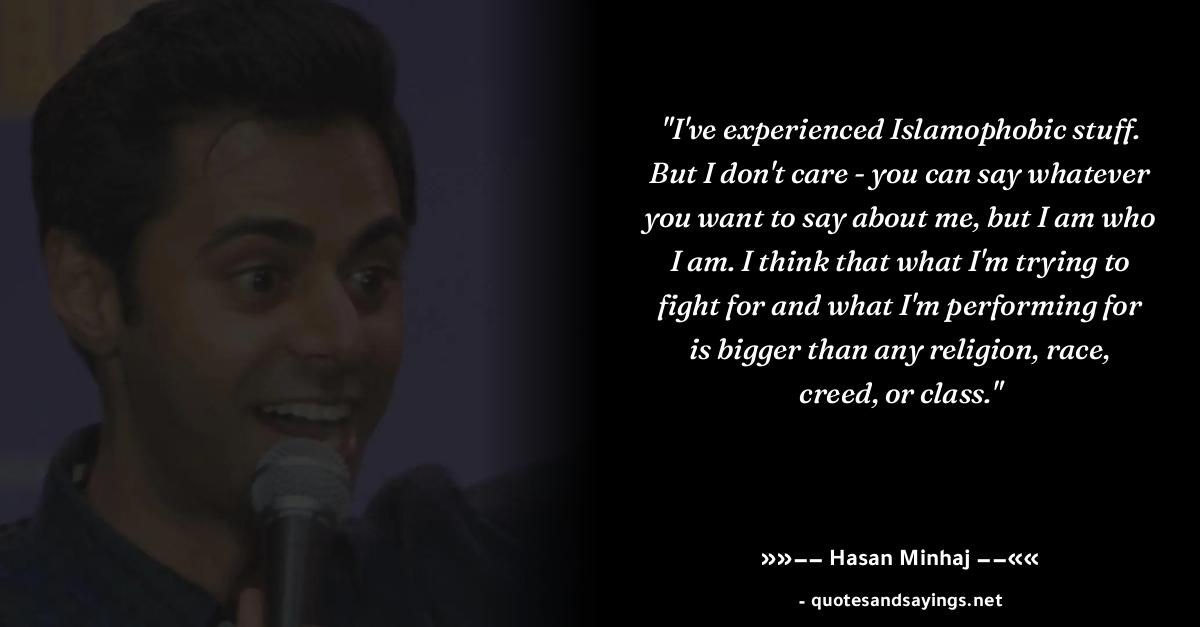 "I've experienced Islamophobic stuff.
But I don't care - you can say whatever
you want to say about me, but I am who
I am. I think that what I'm trying to
fight for and what I'm performing for
is bigger than any religion, race,
creed, or class."
»»–– Hasan Minhaj ––««
- quotesandsayings.net